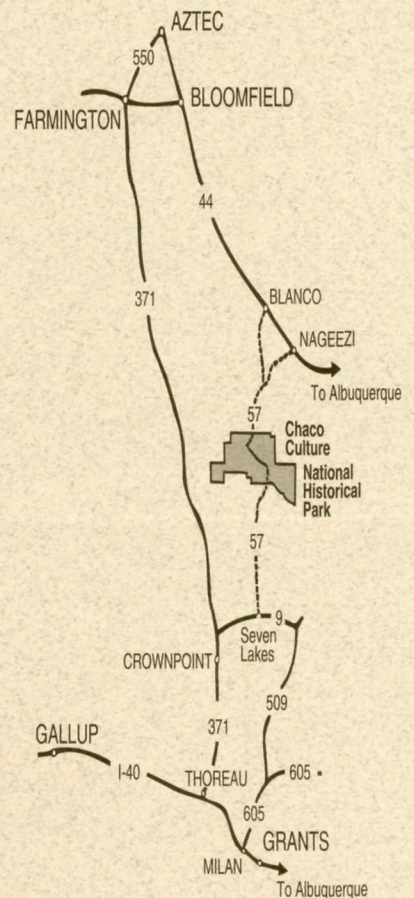 AZTEC
550
FARMINGTON
BLOOMFIELD
44
371
BLANCO
NAGEEZI
To Albuquerque
57
Chaco
Culture
National
Historical
Park
57
9
Seven
Lakes
CROWNPOINT
509
371
GALLUP
I-40
THOREAU
605
605
GRANTS
MILAN
To Albuquerque